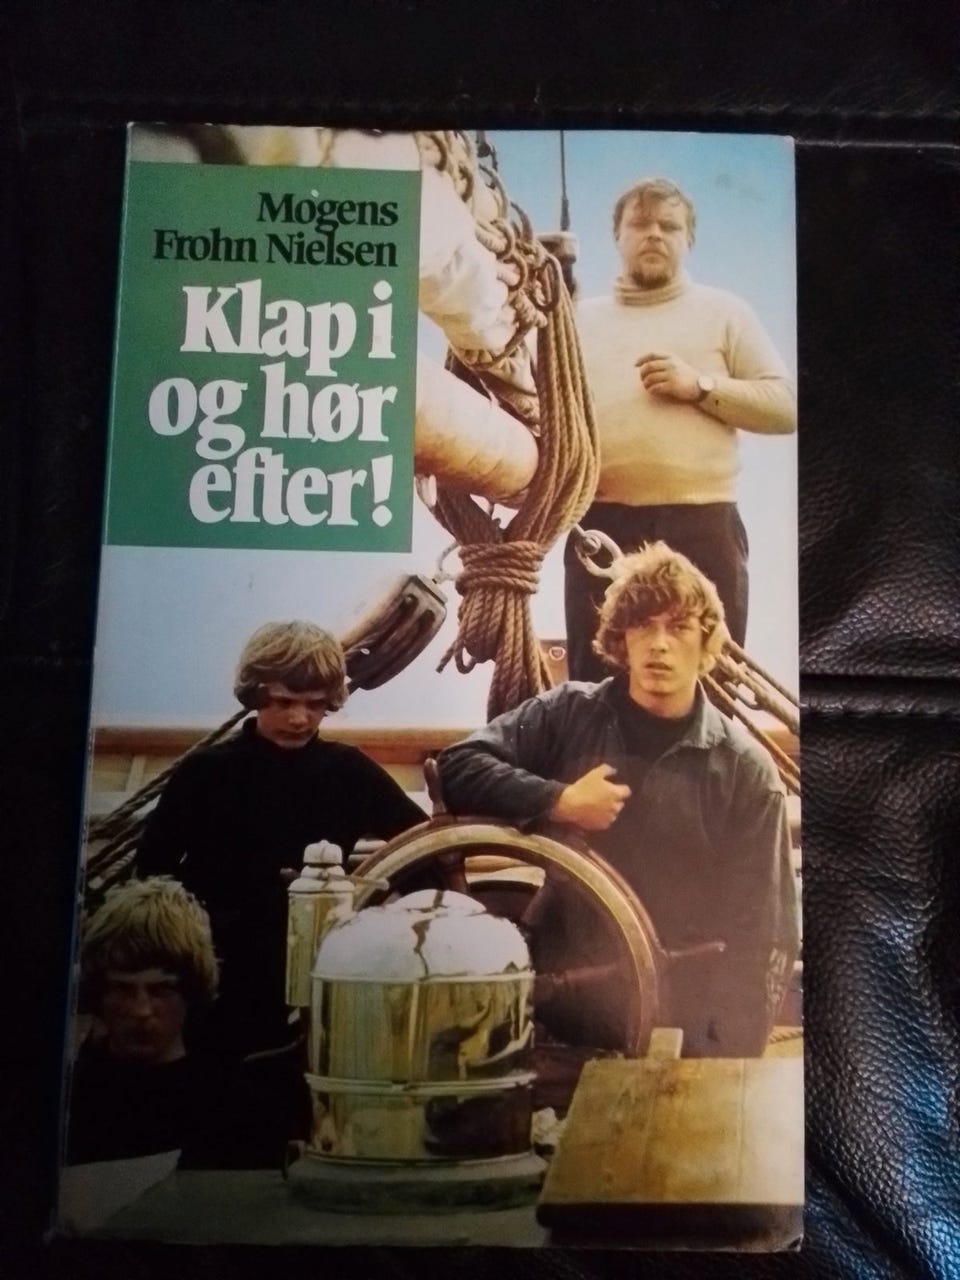 Mogens
Frohn Nielsen
Klap i
og hør
efter!